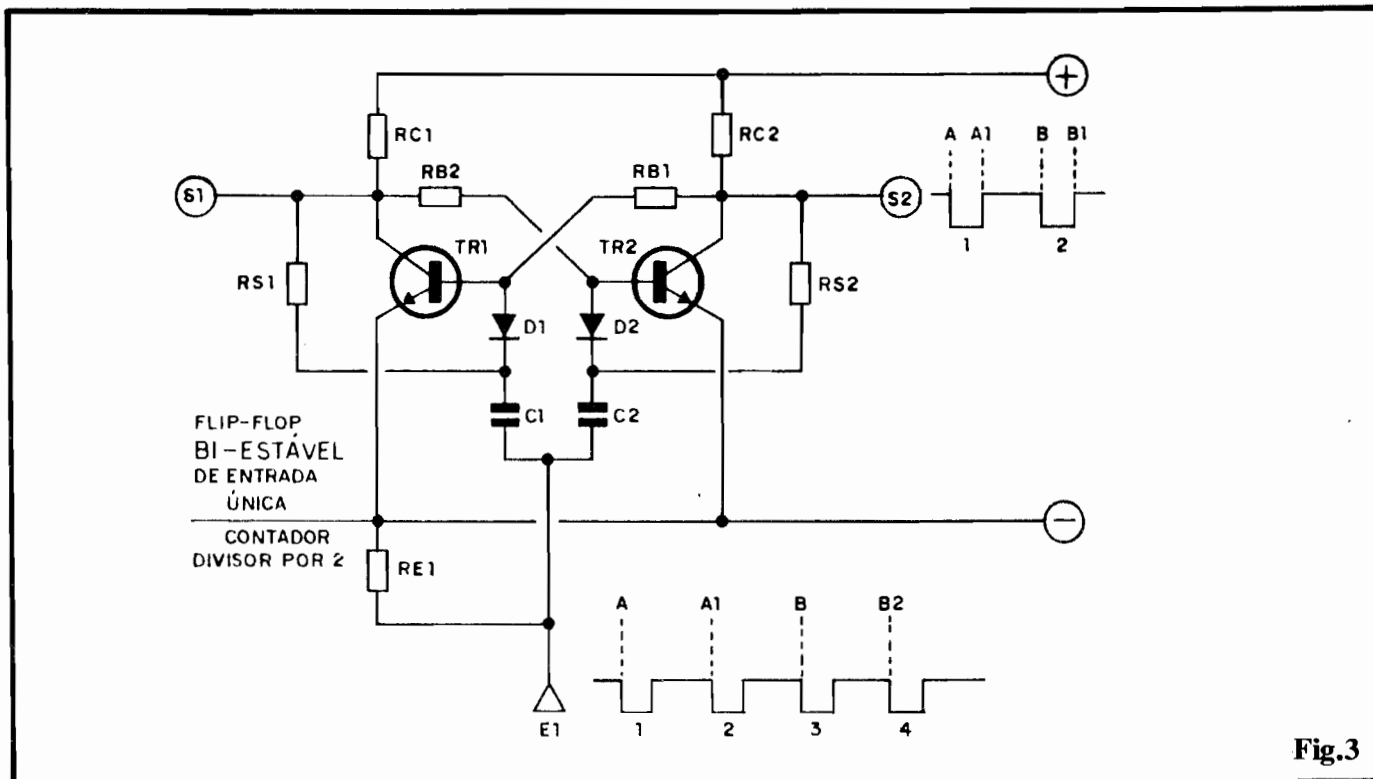 +
RC1
RC2
A A1 B B1
RB2
RB1
S1
S2
TR1
TR2
1 2
RS1
RS2
D1
D2
C1
C2
FLIP-FLOP
BI-ESTÁVEL
DE ENTRADA
ÚNICA
−
CONTADOR
DIVISOR POR 2
RE1
A A1 B B2
E1
1 2 3 4
Fig.3